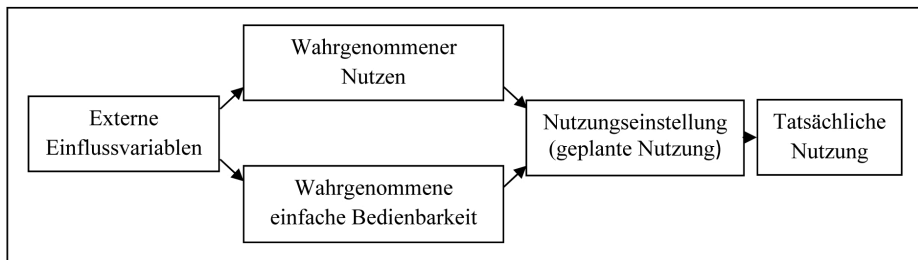 Wahrgenommener
Nutzen
Externe
Einflussvariablen
Nutzungseinstellung
(geplante Nutzung)
Tatsächliche
Nutzung
Wahrgenommene
einfache Bedienbarkeit